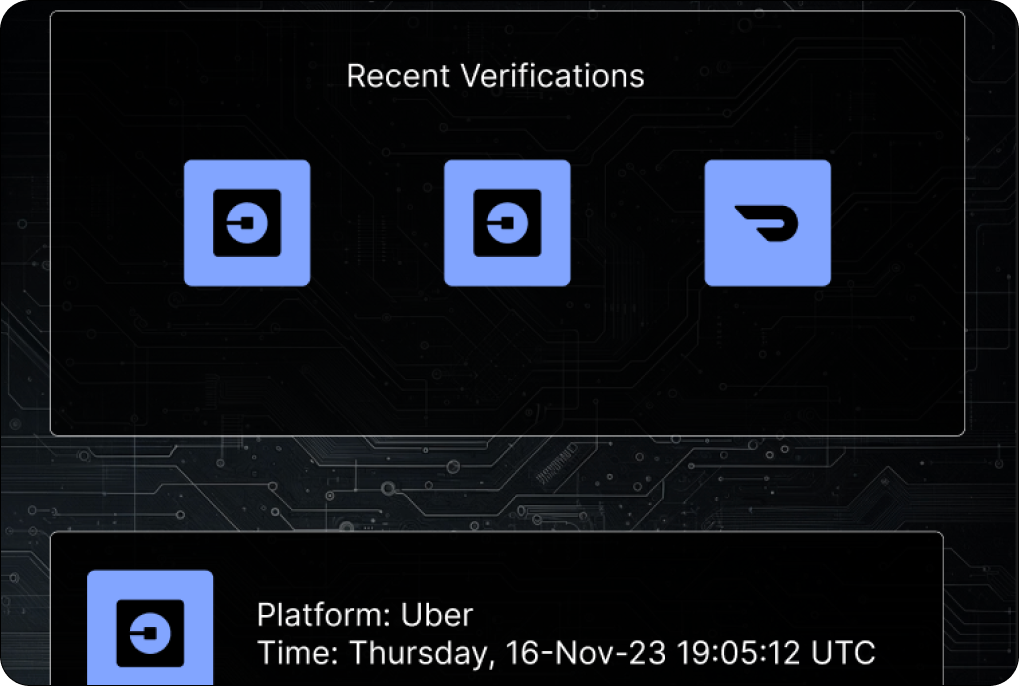 Recent Verifications
Platform: Uber
Time: Thursday, 16-Nov-23 19:05:12 UTC